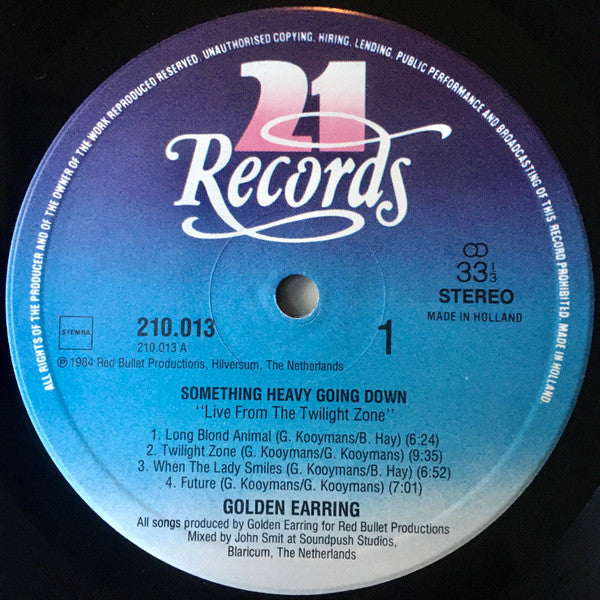 ALL RIGHTS OF THE PRODUCER AND OF THE OWNER OF THE WORK REPRODUCED RESERVED. UNAUTHORISED COPYING, HIRING, LENDING, PUBLIC PERFORMANCE AND BROADCASTING OF THIS RECORD PROHIBITED. MADE IN HOLLAND.
21
Records
33 1/3
STEREO
MADE IN HOLLAND
STEMRA
210.013
210.013 A
1
℗ 1984 Red Bullet Productions, Hilversum, The Netherlands
SOMETHING HEAVY GOING DOWN
"Live From The Twilight Zone"
1. Long Blond Animal (G. Kooymans/B. Hay) (6:24)
2. Twilight Zone (G. Kooymans/G. Kooymans) (9:35)
3. When The Lady Smiles (G. Kooymans/B. Hay) (6:52)
4. Future (G. Kooymans/G. Kooymans) (7:01)
GOLDEN EARRING
All songs produced by Golden Earring for Red Bullet Productions
Mixed by John Smit at Soundpush Studios,
Blaricum, The Netherlands